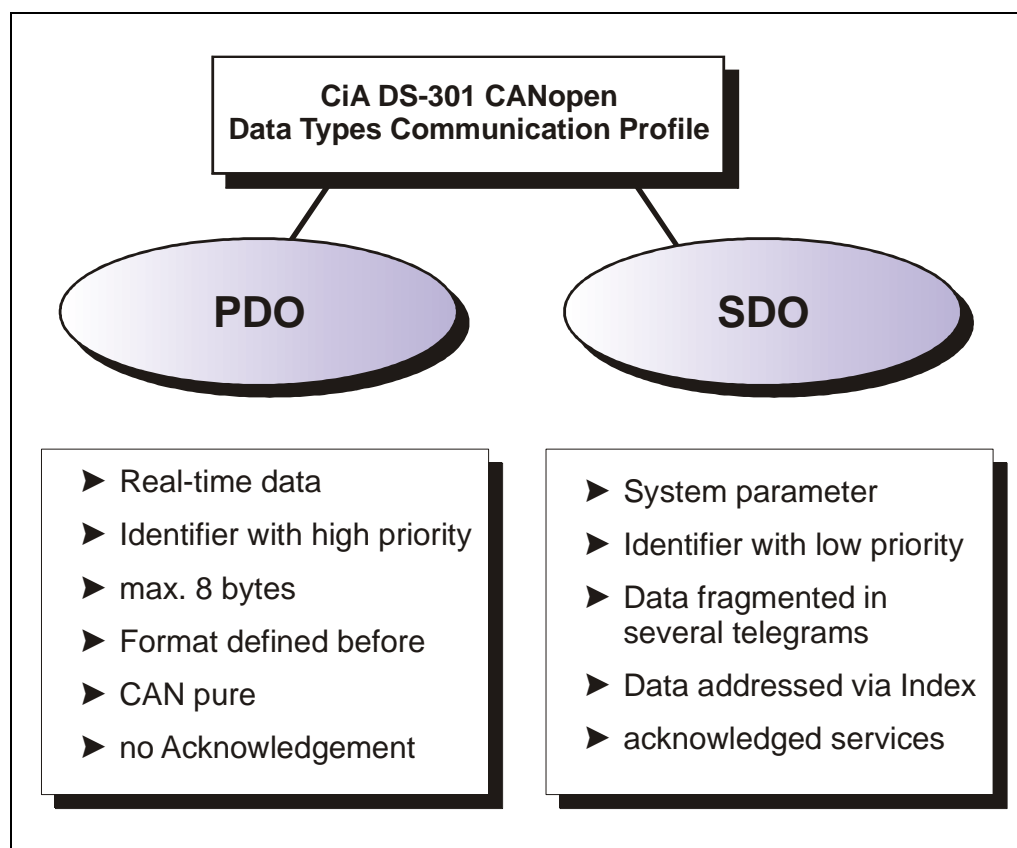 CiA DS-301 CANopen
Data Types Communication Profile
PDO
SDO
➤ Real-time data
➤ Identifier with high priority
➤ max. 8 bytes
➤ Format defined before
➤ CAN pure
➤ no Acknowledgement
➤ System parameter
➤ Identifier with low priority
➤ Data fragmented in
several telegrams
➤ Data addressed via Index
➤ acknowledged services